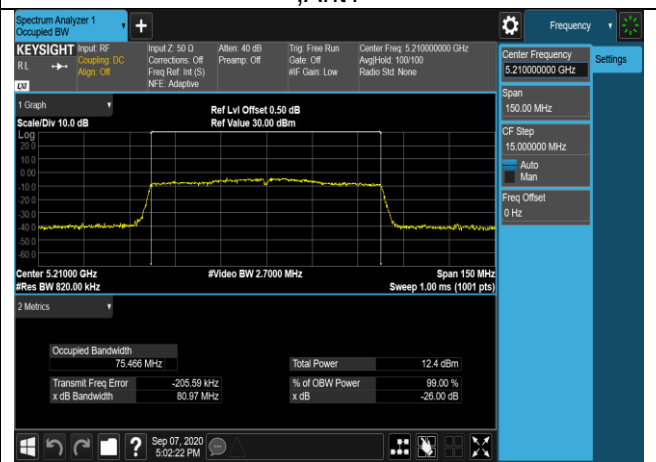 Spectrum Analyzer 1
Occupied BW
Frequency
KEYSIGHT
Input: RF
Coupling: DC
Align: Off
RL
LXI
Input Z: 50 Ω
Corrections: Off
Freq Ref: Int (S)
NFE: Adaptive
Atten: 40 dB
Preamp: Off
Trig: Free Run
Gate: Off
#IF Gain: Low
Center Freq: 5.210000000 GHz
Avg|Hold: 100/100
Radio Std: None
Center Frequency
5.210000000 GHz
Settings
Span
150.00 MHz
CF Step
15.000000 MHz
Auto
Man
Freq Offset
0 Hz
1 Graph
Scale/Div 10.0 dB
Ref Lvl Offset 0.50 dB
Ref Value 30.00 dBm
Log
20.0
10.0
0.00
-10.0
-20.0
-30.0
-40.0
-50.0
-60.0
Center 5.21000 GHz
#Res BW 820.00 kHz
#Video BW 2.7000 MHz
Span 150 MHz
Sweep 1.00 ms (1001 pts)
2 Metrics
Occupied Bandwidth
75.466 MHz
Total Power 12.4 dBm
Transmit Freq Error -205.59 kHz
% of OBW Power 99.00 %
x dB Bandwidth 80.97 MHz
x dB -26.00 dB
?
Sep 07, 2020
5:02:22 PM